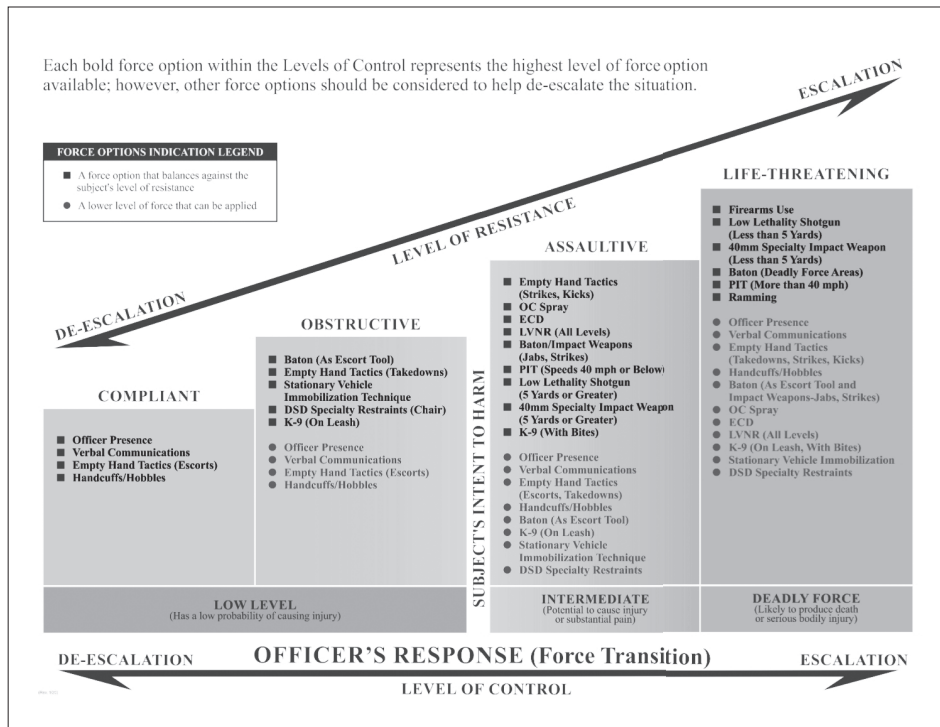 Each bold force option within the Levels of Control represents the highest level of force option
available; however, other force options should be considered to help de-escalate the situation.
ESCALATION
FORCE OPTIONS INDICATION LEGEND
■ A force option that balances against the
subject's level of resistance
● A lower level of force that can be applied
LEVEL OF RESISTANCE
DE-ESCALATION
COMPLIANT
■ Officer Presence
■ Verbal Communications
■ Empty Hand Tactics (Escorts)
■ Handcuffs/Hobbles
OBSTRUCTIVE
■ Baton (As Escort Tool)
■ Empty Hand Tactics (Takedowns)
■ Stationary Vehicle
Immobilization Technique
■ DSD Specialty Restraints (Chair)
■ K-9 (On Leash)
● Officer Presence
● Verbal Communications
● Empty Hand Tactics (Escorts)
● Handcuffs/Hobbles
SUBJECT'S INTENT TO HARM
ASSAULTIVE
■ Empty Hand Tactics
(Strikes, Kicks)
■ OC Spray
■ ECD
■ LVNR (All Levels)
■ Baton/Impact Weapons
(Jabs, Strikes)
■ PIT (Speeds 40 mph or Below)
■ Low Lethality Shotgun
(5 Yards or Greater)
■ 40mm Specialty Impact Weapon
(5 Yards or Greater)
■ K-9 (With Bites)
● Officer Presence
● Verbal Communications
● Empty Hand Tactics
(Escorts, Takedowns)
● Handcuffs/Hobbles
● Baton (As Escort Tool)
● K-9 (On Leash)
● Stationary Vehicle
Immobilization Technique
● DSD Specialty Restraints
LIFE-THREATENING
■ Firearms Use
■ Low Lethality Shotgun
(Less than 5 Yards)
■ 40mm Specialty Impact Weapon
(Less than 5 Yards)
■ Baton (Deadly Force Areas)
■ PIT (More than 40 mph)
■ Ramming
● Officer Presence
● Verbal Communications
● Empty Hand Tactics
(Takedowns, Strikes, Kicks)
● Handcuffs/Hobbles
● Baton (As Escort Tool and
Impact Weapons-Jabs, Strikes)
● OC Spray
● ECD
● LVNR (All Levels)
● K-9 (On Leash, With Bites)
● Stationary Vehicle Immobilization
● DSD Specialty Restraints
LOW LEVEL
(Has a low probability of causing injury)
INTERMEDIATE
(Potential to cause injury
or substantial pain)
DEADLY FORCE
(Likely to produce death
or serious bodily injury)
DE-ESCALATION
OFFICER'S RESPONSE (Force Transition)
ESCALATION
LEVEL OF CONTROL